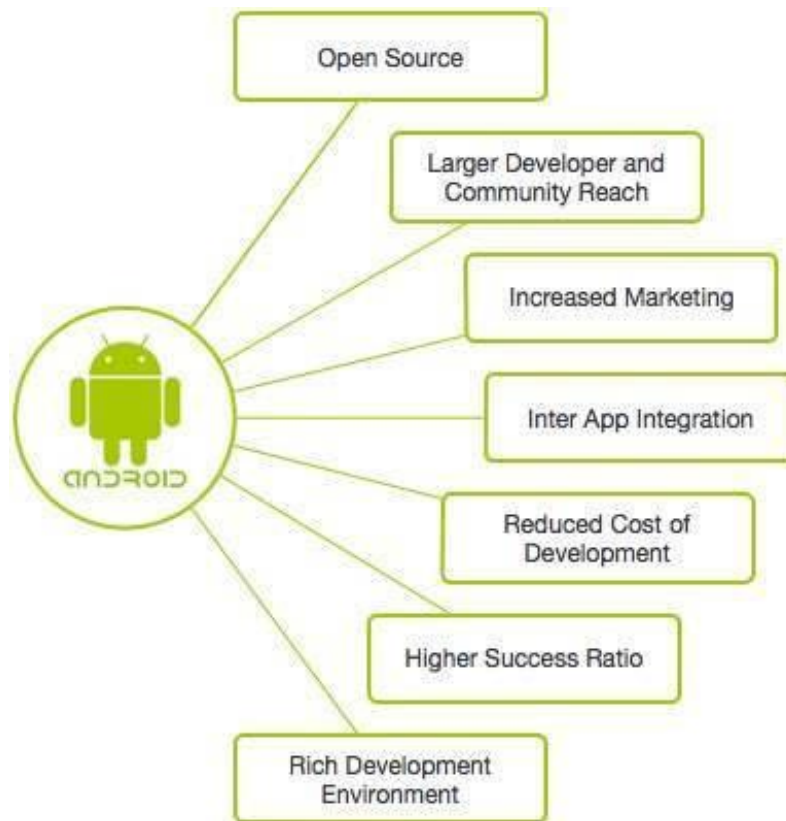 Open Source
Larger Developer and
Community Reach
Increased Marketing
Inter App Integration
ANDROID
Reduced Cost of
Development
Higher Success Ratio
Rich Development
Environment